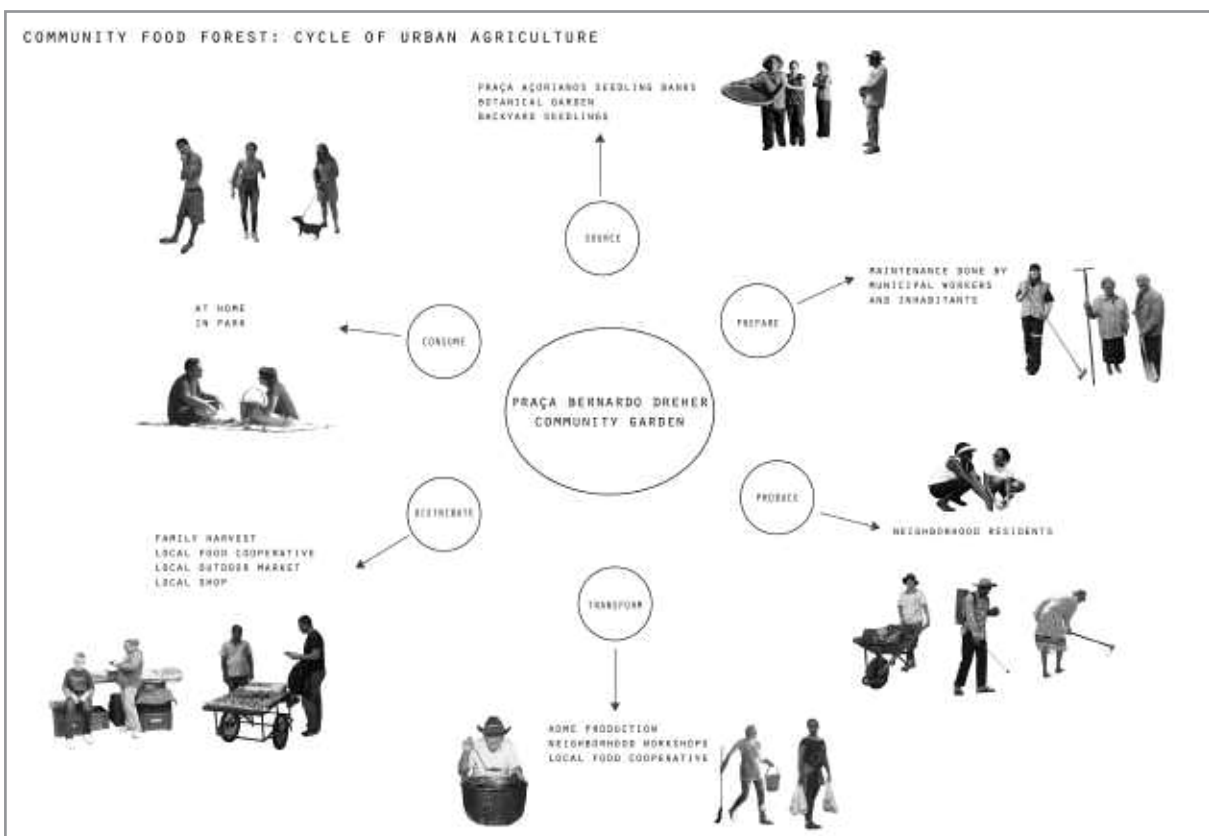 COMMUNITY FOOD FOREST: CYCLE OF URBAN AGRICULTURE
PRAÇA AÇORIANOS SEEDLING BANKS
BOTANICAL GARDEN
BACKYARD SEEDLINGS
SOURCE
MAINTENANCE DONE BY
MUNICIPAL WORKERS
AND INHABITANTS
PREPARE
PRAÇA BERNARDO DREHER
COMMUNITY GARDEN
PRODUCE
NEIGHBORHOOD RESIDENTS
TRANSFORM
HOME PRODUCTION
NEIGHBORHOOD WORKSHOPS
LOCAL FOOD COOPERATIVE
DISTRIBUTE
FAMILY HARVEST
LOCAL FOOD COOPERATIVE
LOCAL OUTDOOR MARKET
LOCAL SHOP
CONSUME
AT HOME
IN PARK